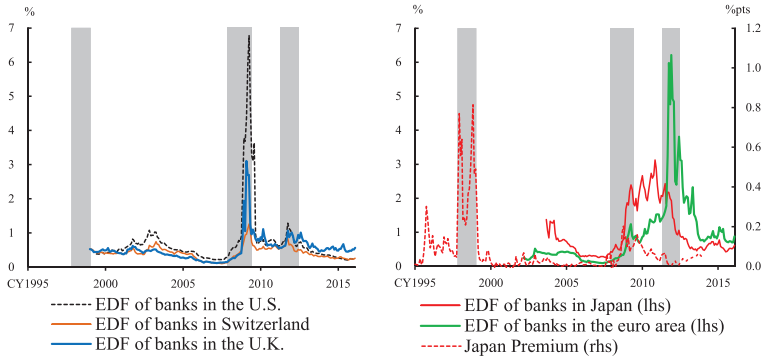 %
7
6
5
4
3
2
1
0
CY1995 2000 2005 2010 2015
EDF of banks in the U.S.
EDF of banks in Switzerland
EDF of banks in the U.K.
% %pts
7 1.2
6 1.0
5 0.8
4
3 0.6
2 0.4
1 0.2
0 0.0
CY1995 2000 2005 2010 2015
EDF of banks in Japan (lhs)
EDF of banks in the euro area (lhs)
Japan Premium (rhs)